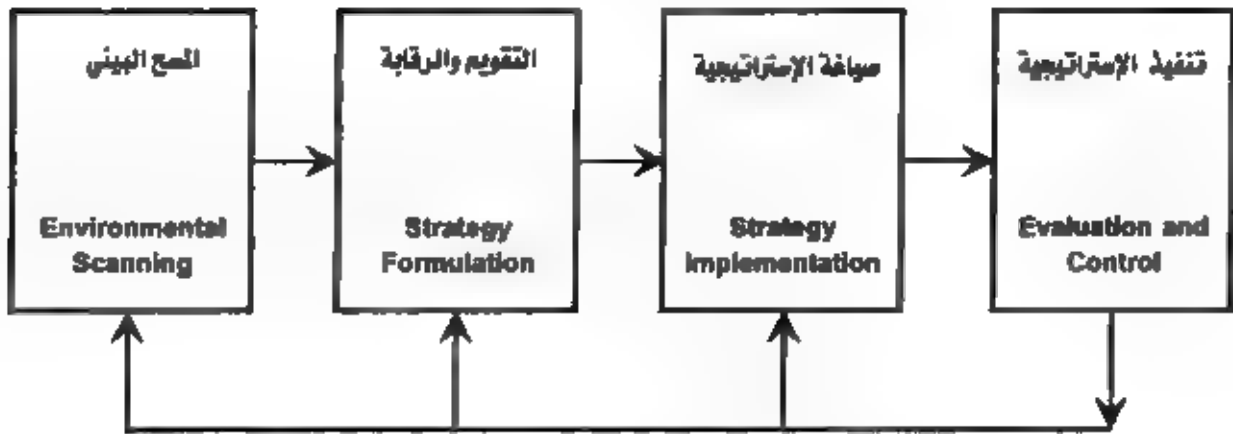 المسح البيئي
Environmental
Scanning
التقويم والرقابة
Strategy
Formulation
صياغة الإستراتيجية
Strategy
Implementation
تنفيذ الإستراتيجية
Evaluation and
Control